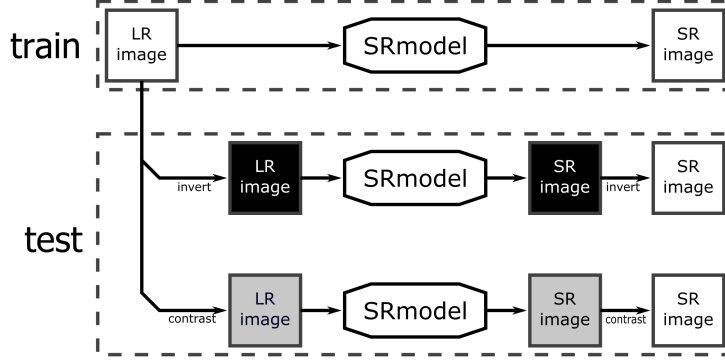 train
LR
image
SRmodel
SR
image
test
invert
LR
image
SRmodel
SR
image
invert
SR
image
contrast
LR
image
SRmodel
SR
image
contrast
SR
image